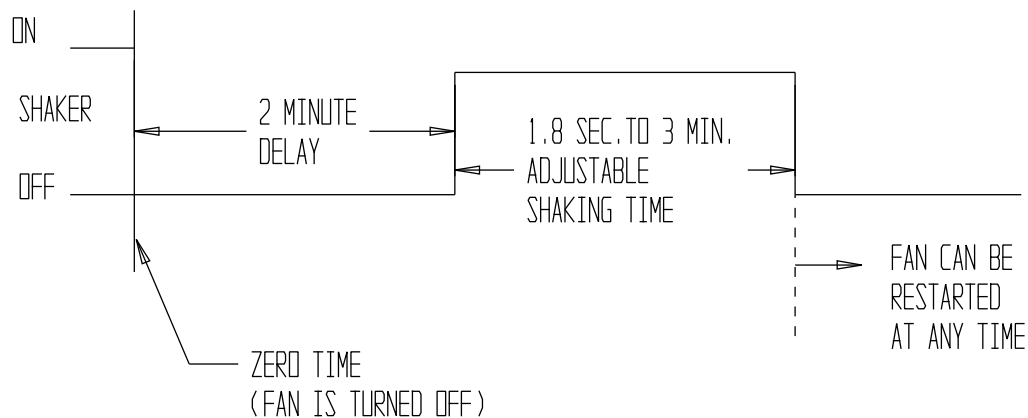 ON
SHAKER
OFF
2 MINUTE
DELAY
1.8 SEC.TO 3 MIN.
ADJUSTABLE
SHAKING TIME
FAN CAN BE
RESTARTED
AT ANY TIME
ZERO TIME
(FAN IS TURNED OFF)